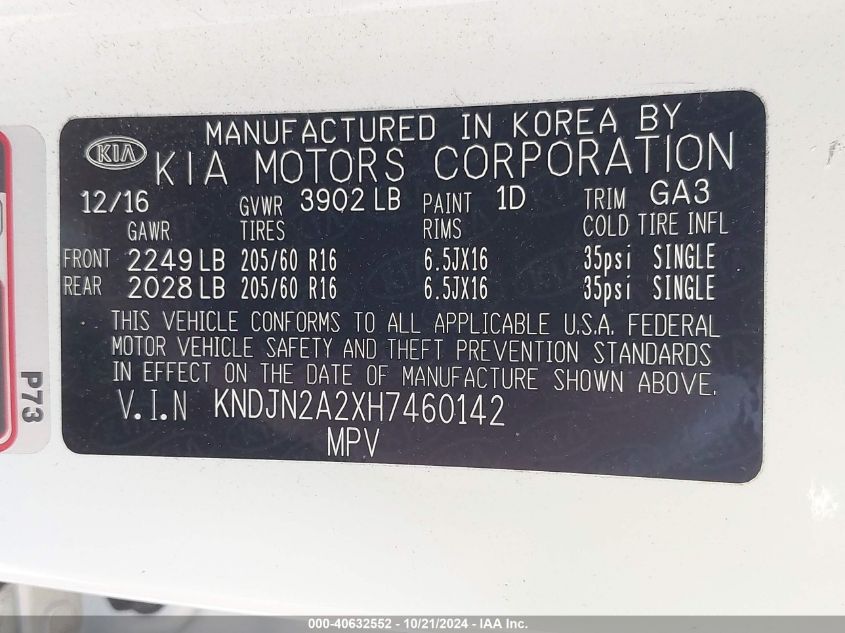 MANUFACTURED IN KOREA BY
KIA KIA MOTORS CORPORATION
12/16 GVWR 3902 LB PAINT 1D TRIM GA3
GAWR TIRES RIMS COLD TIRE INFL
FRONT 2249 LB 205/60 R16 6.5JX16 35psi SINGLE
REAR 2028 LB 205/60 R16 6.5JX16 35psi SINGLE
THIS VEHICLE CONFORMS TO ALL APPLICABLE U.S.A. FEDERAL
MOTOR VEHICLE SAFETY AND THEFT PREVENTION STANDARDS
IN EFFECT ON THE DATE OF MANUFACTURE SHOWN ABOVE.
V.I.N KNDJN2A2XH7460142
MPV
P73
000-40632552 - 10/21/2024 - IAA Inc.